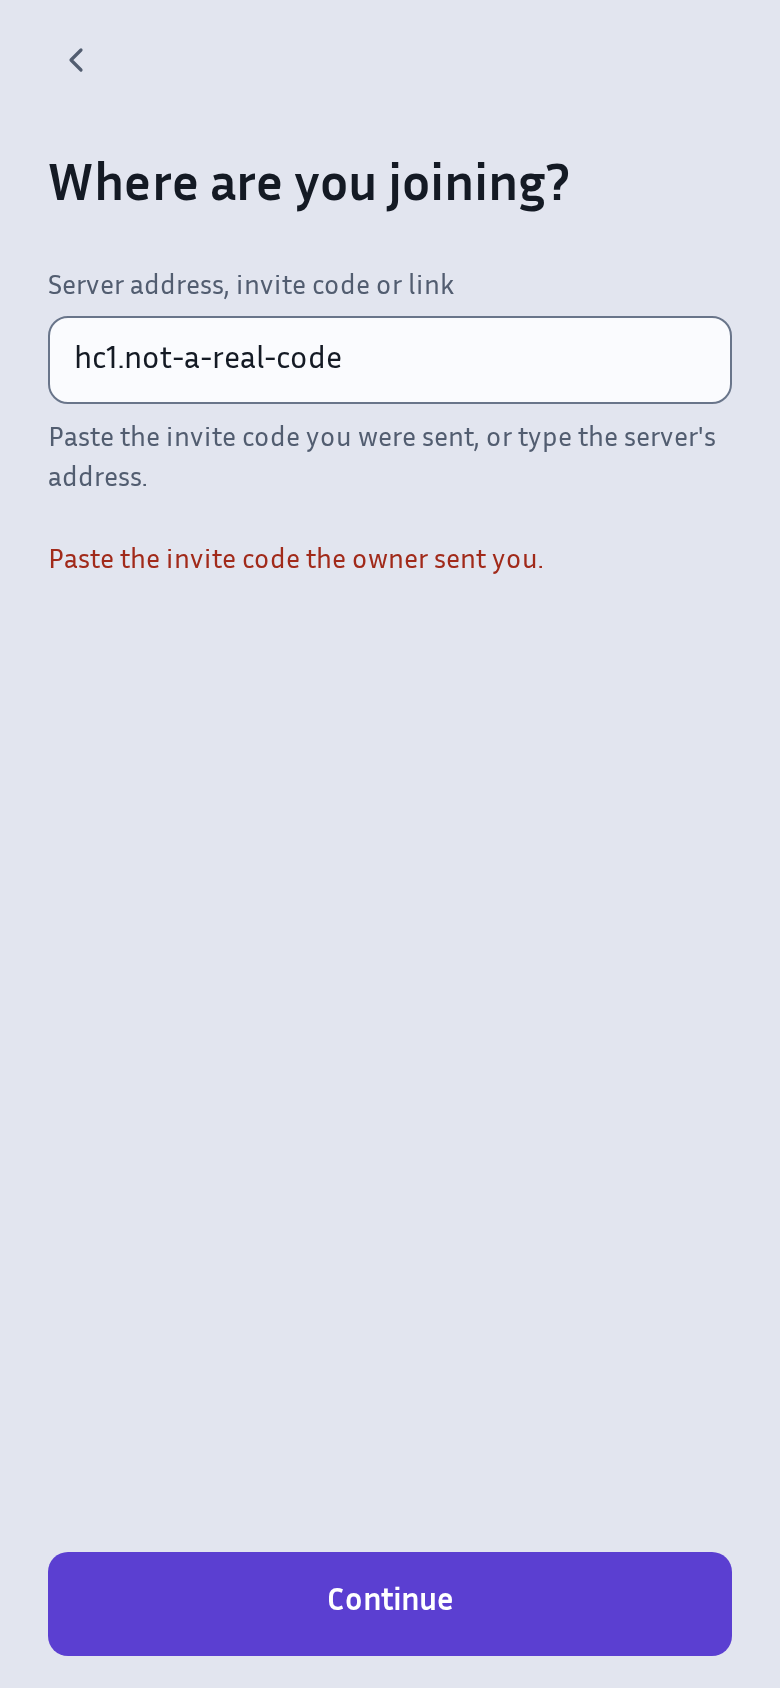 Where are you joining?
Server address, invite code or link
hc1.not-a-real-code
Paste the invite code you were sent, or type the server's
address.
Paste the invite code the owner sent you.
Continue